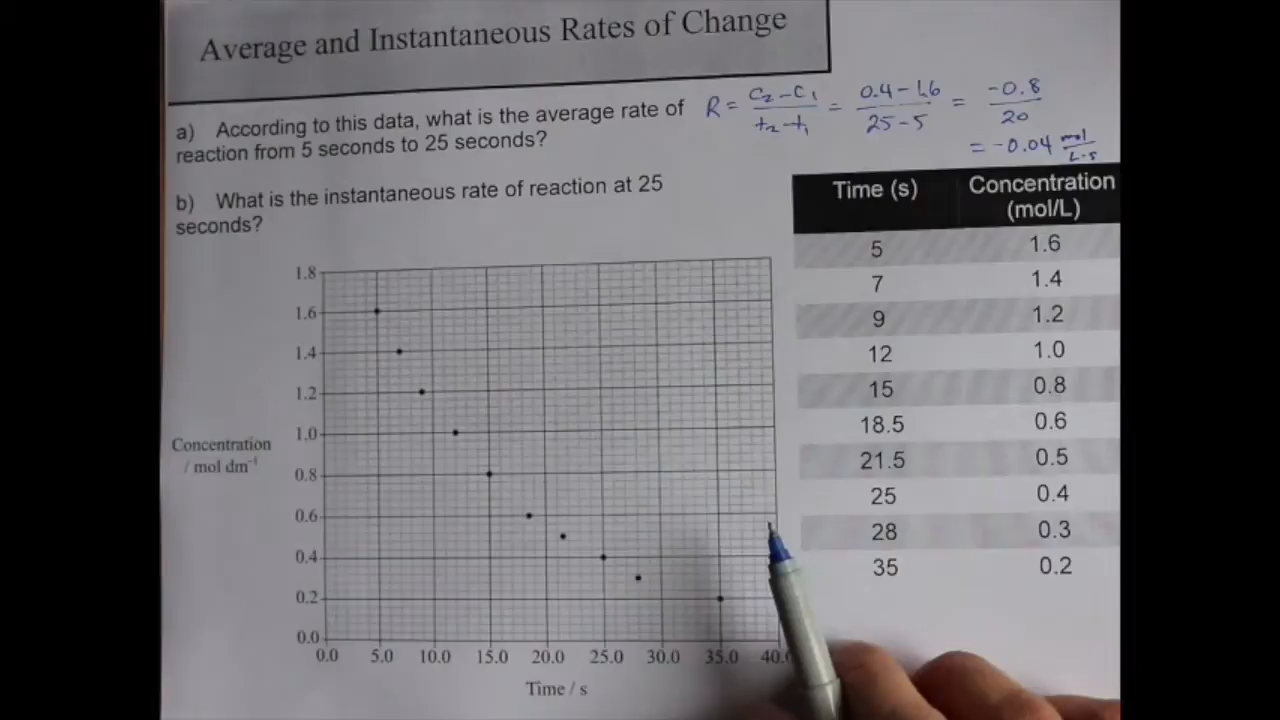 Average and Instantaneous Rates of Change
a) According to this data, what is the average rate of
reaction from 5 seconds to 25 seconds?
R = C₂-C₁ / t₂-t₁ = 0.4-1.6 / 25-5 = -0.8 / 20
= -0.04 mol / L·s
b) What is the instantaneous rate of reaction at 25
seconds?
Time (s) Concentration
(mol/L)
5 1.6
7 1.4
9 1.2
12 1.0
15 0.8
18.5 0.6
21.5 0.5
25 0.4
28 0.3
35 0.2
1.8
1.6
1.4
1.2
1.0
0.8
0.6
0.4
0.2
0.0
Concentration
/ mol dm⁻³
0.0 5.0 10.0 15.0 20.0 25.0 30.0 35.0 40.
Time / s